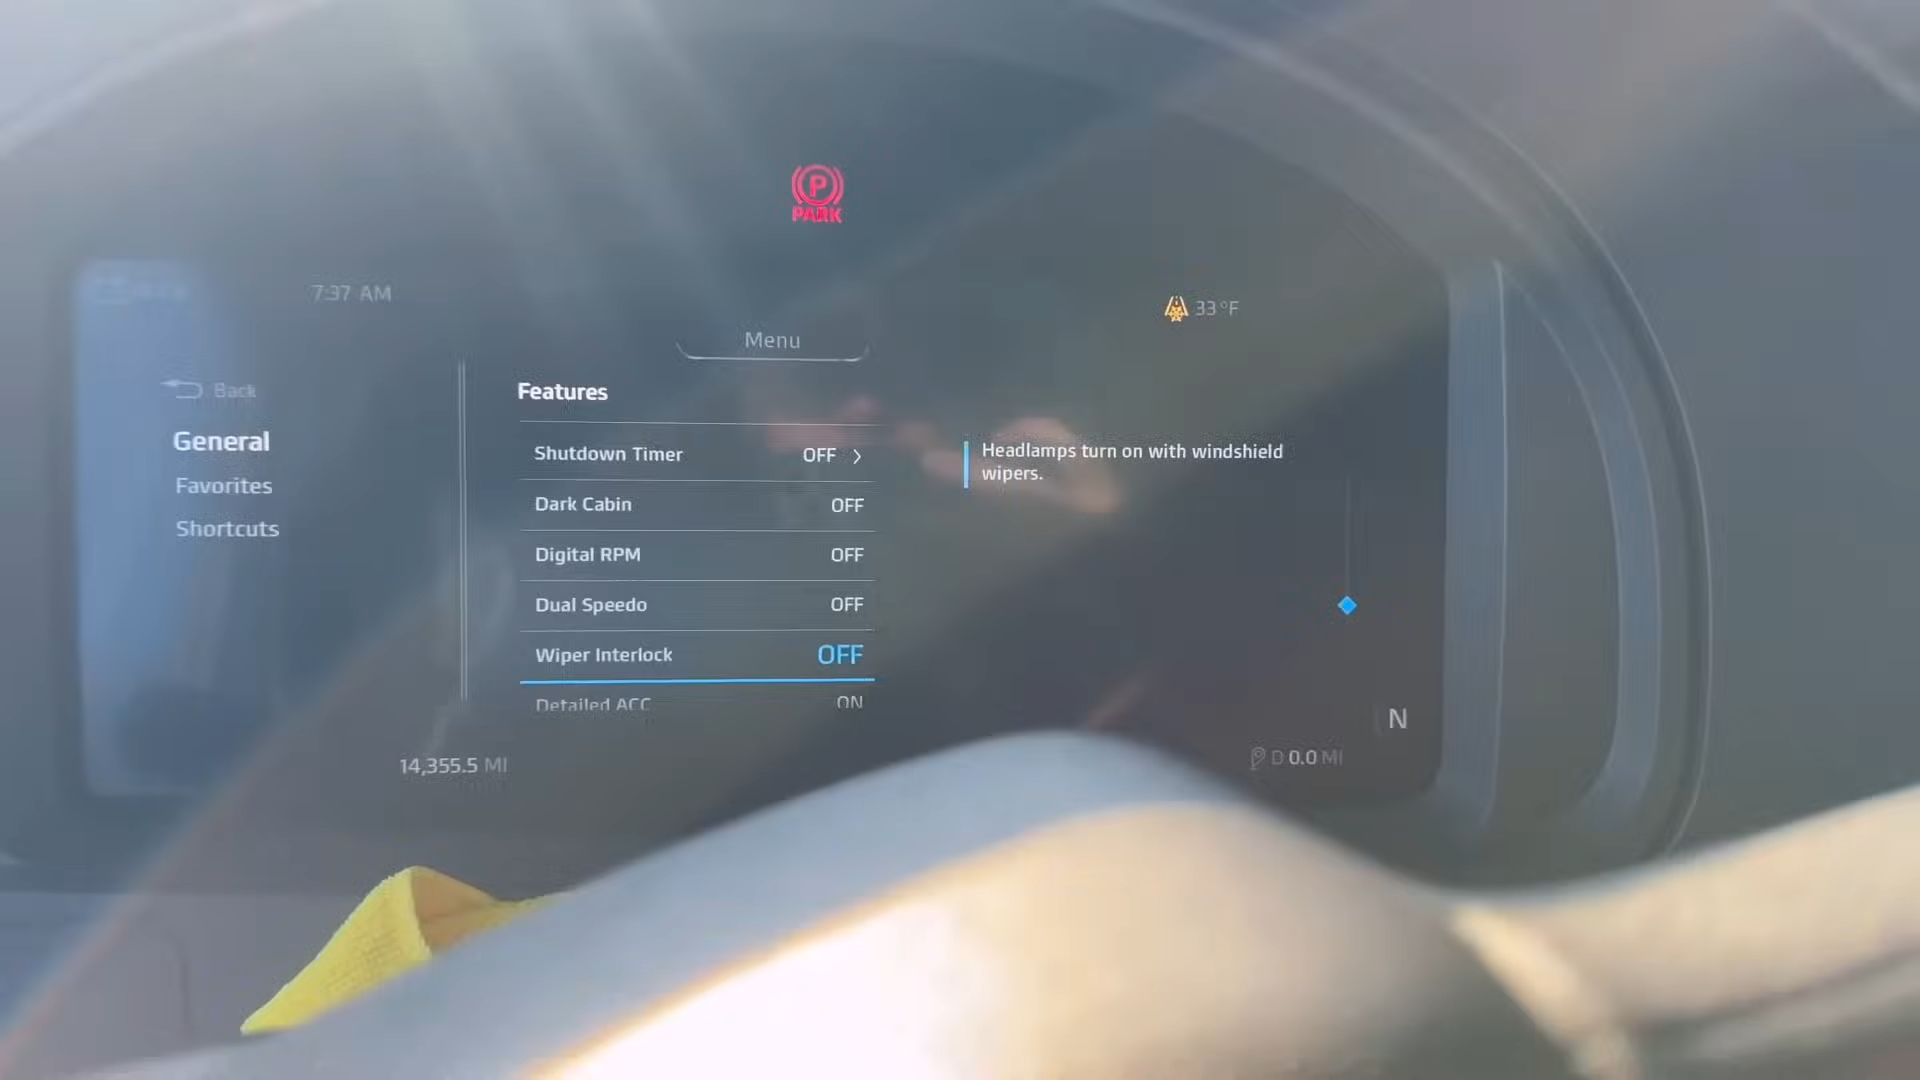 P
PARK
7:37 AM
33°F
Menu
Back
General
Favorites
Shortcuts
Features
Shutdown Timer OFF
Dark Cabin OFF
Digital RPM OFF
Dual Speedo OFF
Wiper Interlock OFF
Detailed ACC ON
Headlamps turn on with windshield
wipers.
N
14,355.5 MI
D 0.0 MI